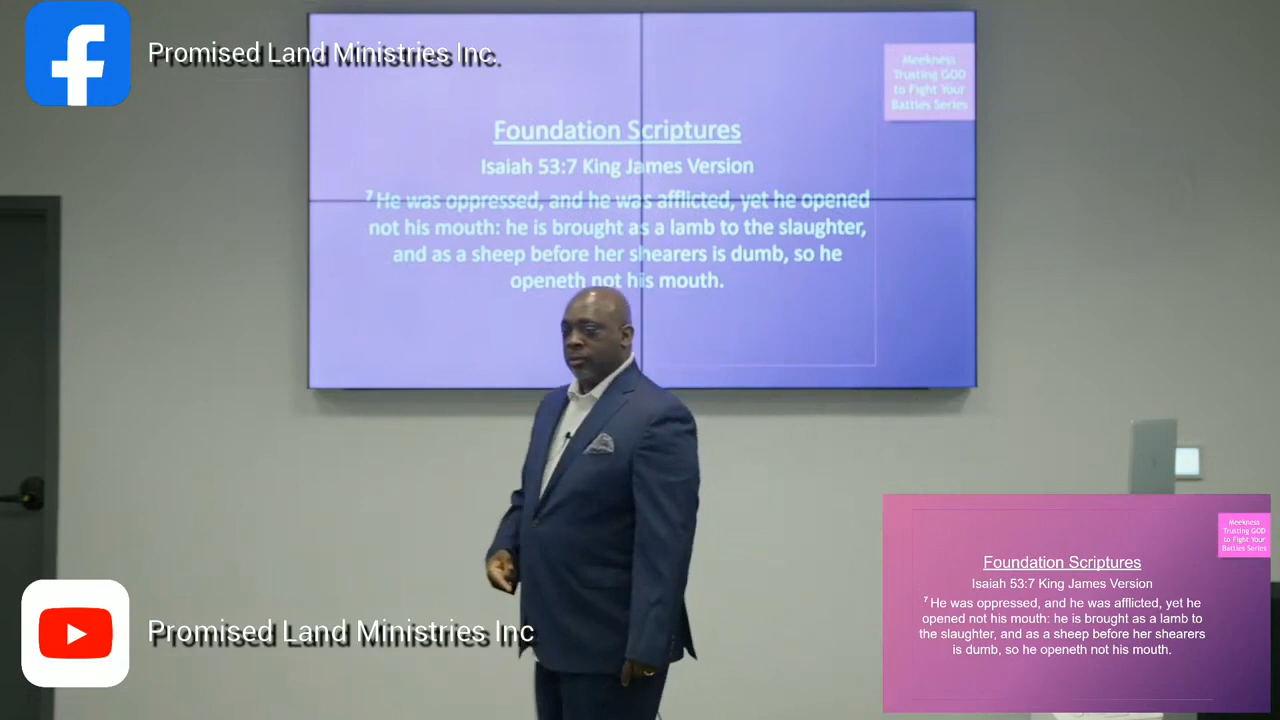 Promised Land Ministries Inc.
Meekness
Trusting GOD
to Fight Your
Battles Series
Foundation Scriptures
Isaiah 53:7 King James Version
7 He was oppressed, and he was afflicted, yet he opened
not his mouth: he is brought as a lamb to the slaughter,
and as a sheep before her shearers is dumb, so he
openeth not his mouth.
Meekness
Trusting GOD
to Fight Your
Battles Series
Foundation Scriptures
Isaiah 53:7 King James Version
7 He was oppressed, and he was afflicted, yet he
opened not his mouth: he is brought as a lamb to
the slaughter, and as a sheep before her shearers
is dumb, so he openeth not his mouth.
Promised Land Ministries Inc